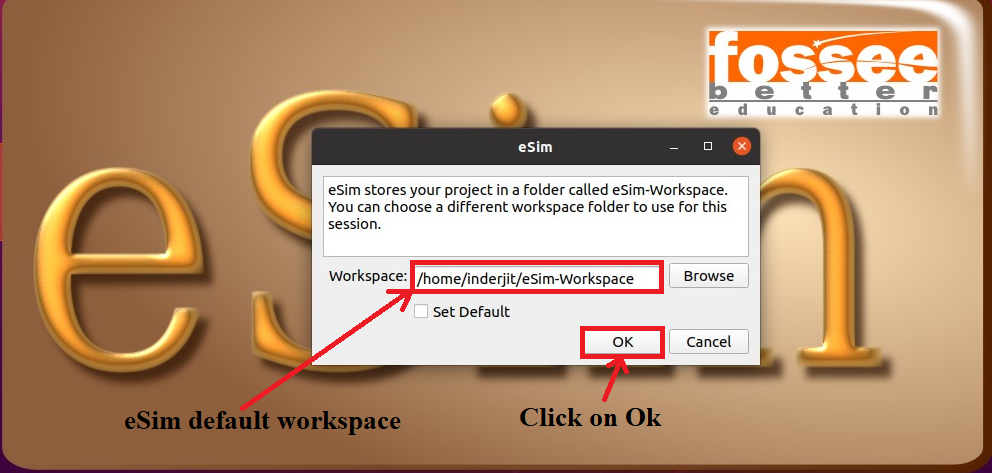 fossee
better
education
eSim
eSim
eSim stores your project in a folder called eSim-Workspace.
You can choose a different workspace folder to use for this
session.
Workspace: /home/inderjit/eSim-Workspace Browse
Set Default
OK Cancel
eSim default workspace
Click on Ok